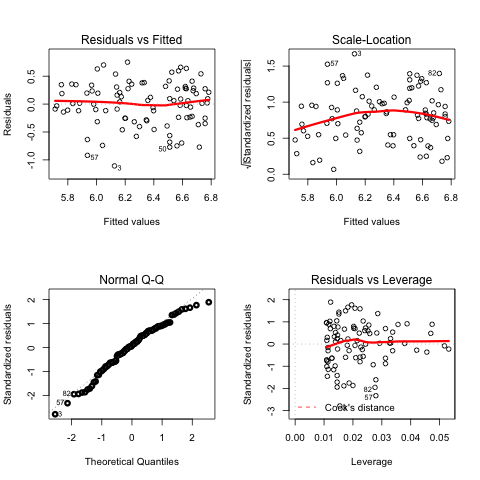 Residuals vs Fitted
Residuals
0.5
0.0
-0.5
-1.0
57
50
3
5.8 6.0 6.2 6.4 6.6 6.8
Fitted values
Scale-Location
√|Standardized residuals|
1.5
1.0
0.5
0.0
3
57
82
5.8 6.0 6.2 6.4 6.6 6.8
Fitted values
Normal Q-Q
Standardized residuals
2
1
0
-1
-2
82
57
3
-2 -1 0 1 2
Theoretical Quantiles
Residuals vs Leverage
Standardized residuals
2
1
0
-1
-2
-3
82
57
3
Cook's distance
0.00 0.01 0.02 0.03 0.04 0.05
Leverage